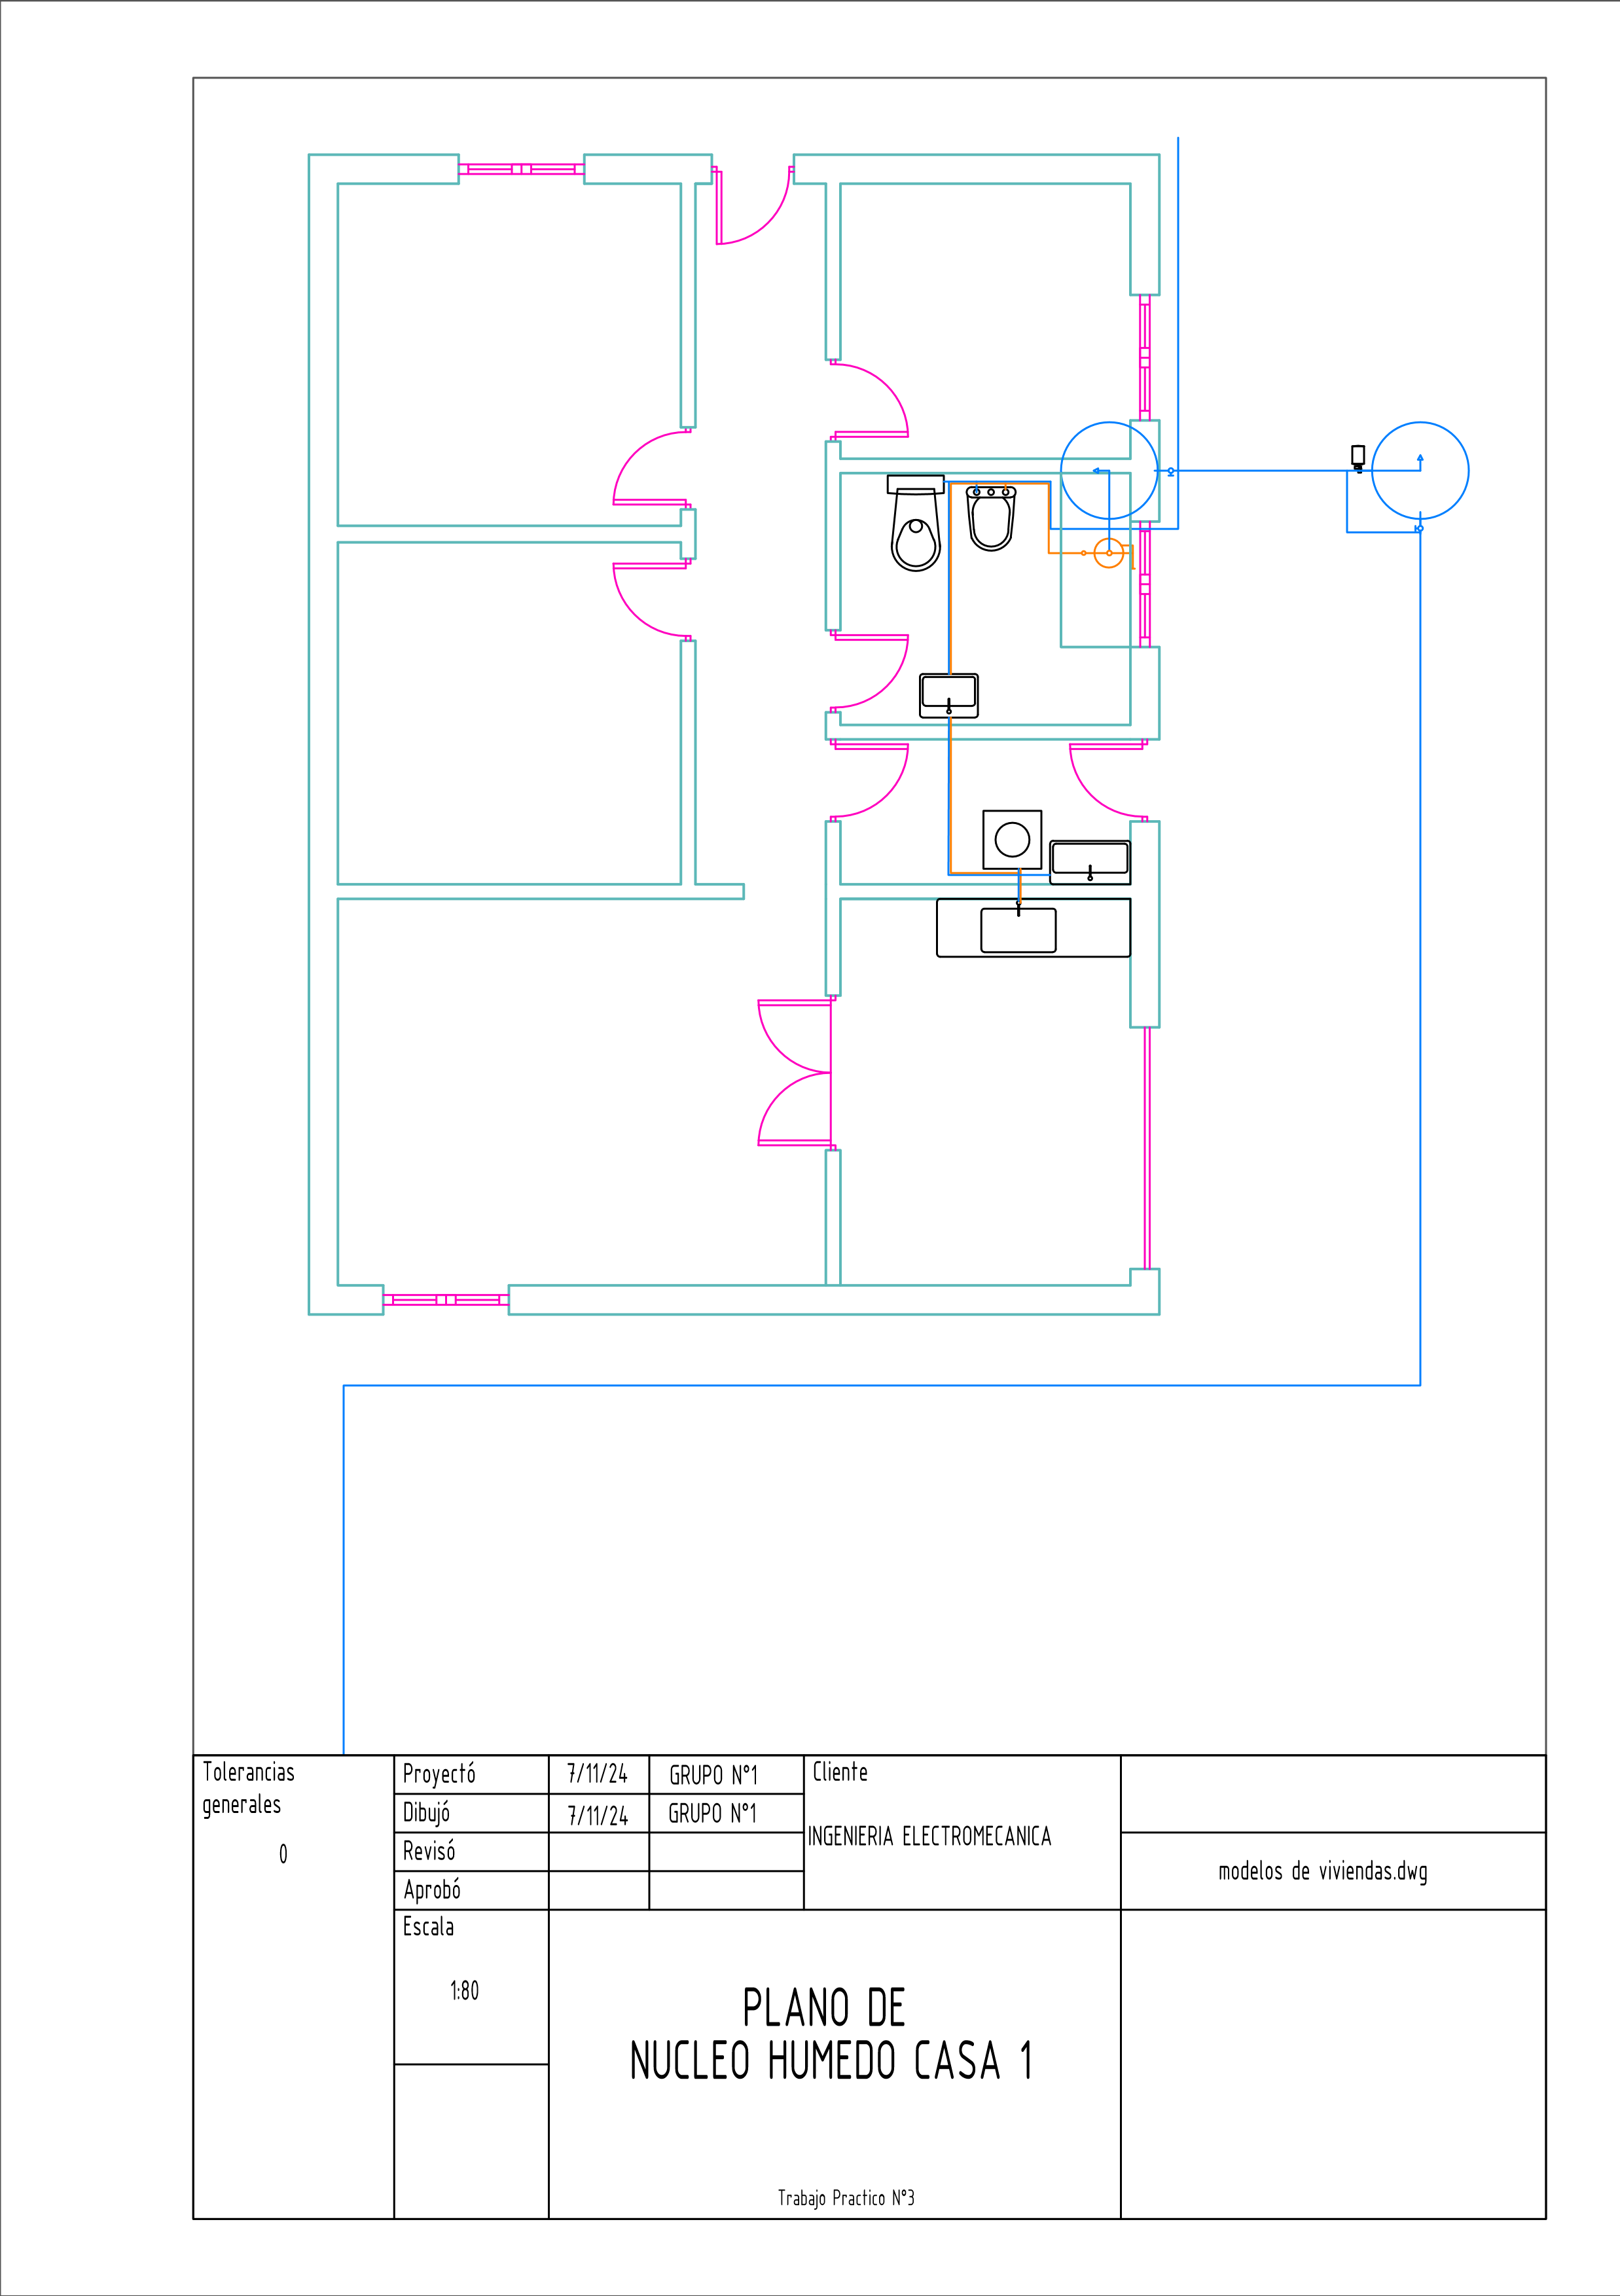 Tolerancias
generales
0
Proyectó 7/11/24 GRUPO N°1
Dibujó 7/11/24 GRUPO N°1
Revisó
Aprobó
Cliente
INGENIERIA ELECTROMECANICA
modelos de viviendas.dwg
Escala
1:80
PLANO DE
NUCLEO HUMEDO CASA 1
Trabajo Practico N°3